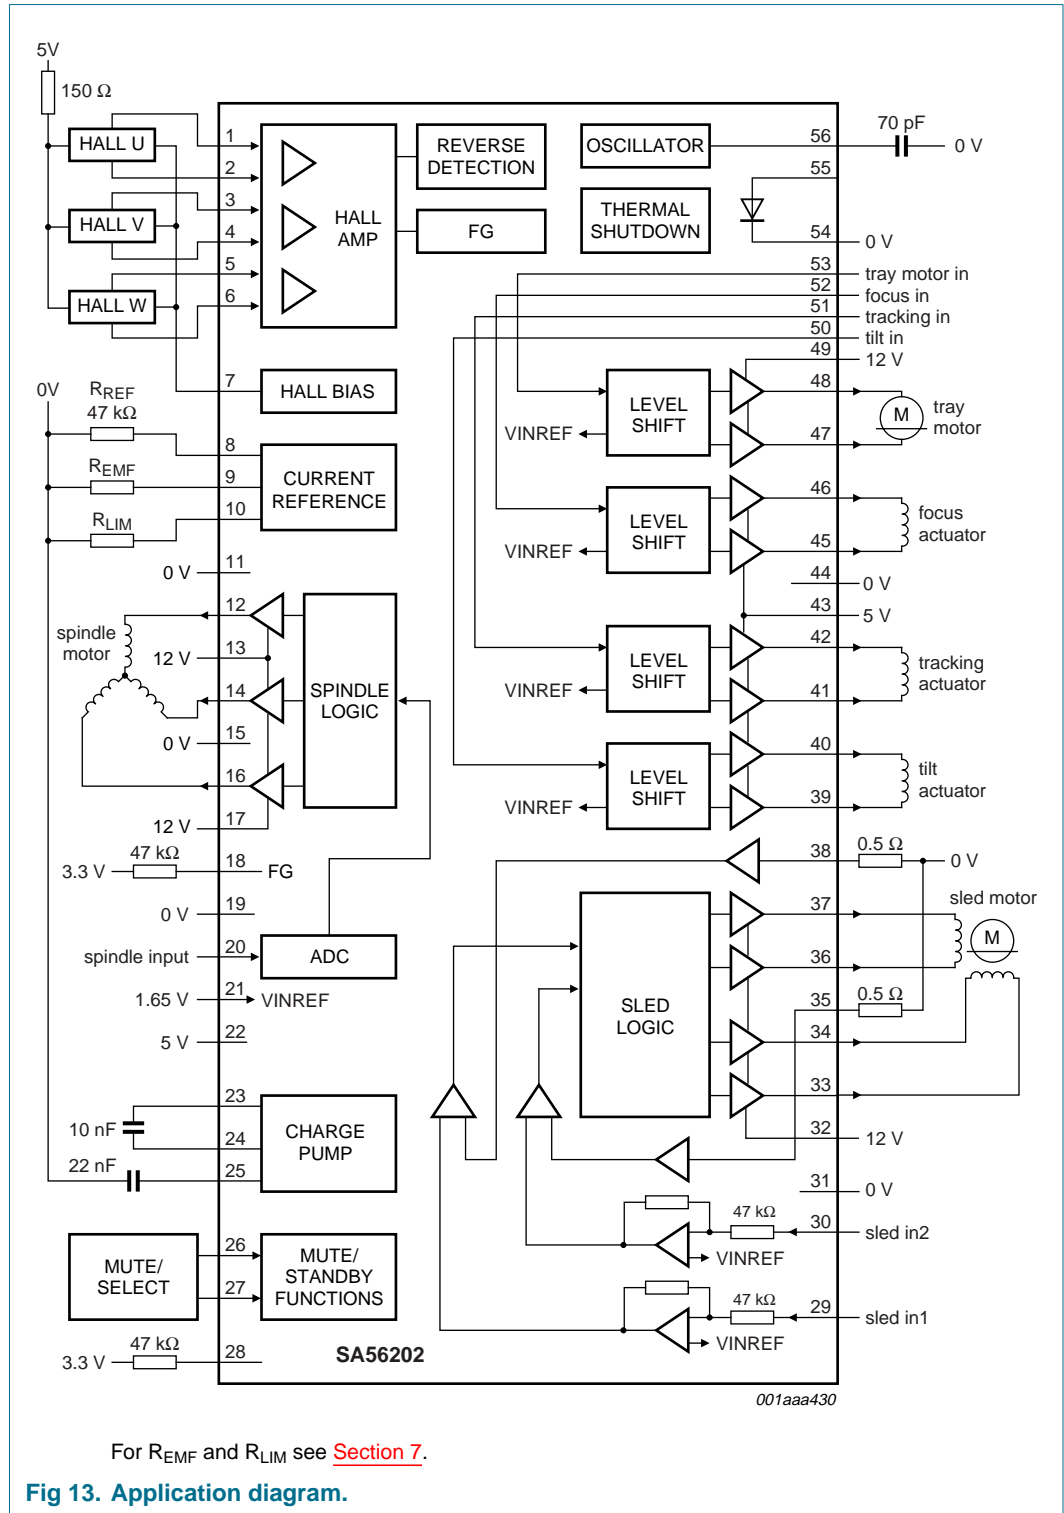 5V
150 Ω
HALL U
HALL V
HALL W
1
2
3
4
5
6
HALL
AMP
REVERSE
DETECTION
FG
OSCILLATOR
THERMAL
SHUTDOWN
56
70 pF
0 V
55
54
0 V
53
tray motor in
52
focus in
51
tracking in
50
tilt in
49
12 V
7
HALL BIAS
0V
RREF
47 kΩ
8
REMF
9
RLIM
10
CURRENT
REFERENCE
LEVEL
SHIFT
VINREF
48
47
M
tray
motor
LEVEL
SHIFT
VINREF
46
45
focus
actuator
44
0 V
43
5 V
0 V
11
12
spindle
motor
12 V
13
14
0 V
15
16
12 V
17
SPINDLE
LOGIC
LEVEL
SHIFT
VINREF
42
41
tracking
actuator
LEVEL
SHIFT
VINREF
40
39
tilt
actuator
3.3 V
47 kΩ
18
FG
0 V
19
spindle input
20
ADC
1.65 V
21
VINREF
5 V
22
38
0.5 Ω
0 V
sled motor
37
36
M
35
0.5 Ω
34
33
32
12 V
SLED
LOGIC
31
0 V
10 nF
23
24
22 nF
25
CHARGE
PUMP
47 kΩ
30
sled in2
VINREF
47 kΩ
29
sled in1
VINREF
MUTE/
SELECT
26
27
MUTE/
STANDBY
FUNCTIONS
3.3 V
47 kΩ
28
SA56202
001aaa430
For REMF and RLIM see Section 7.
Fig 13. Application diagram.